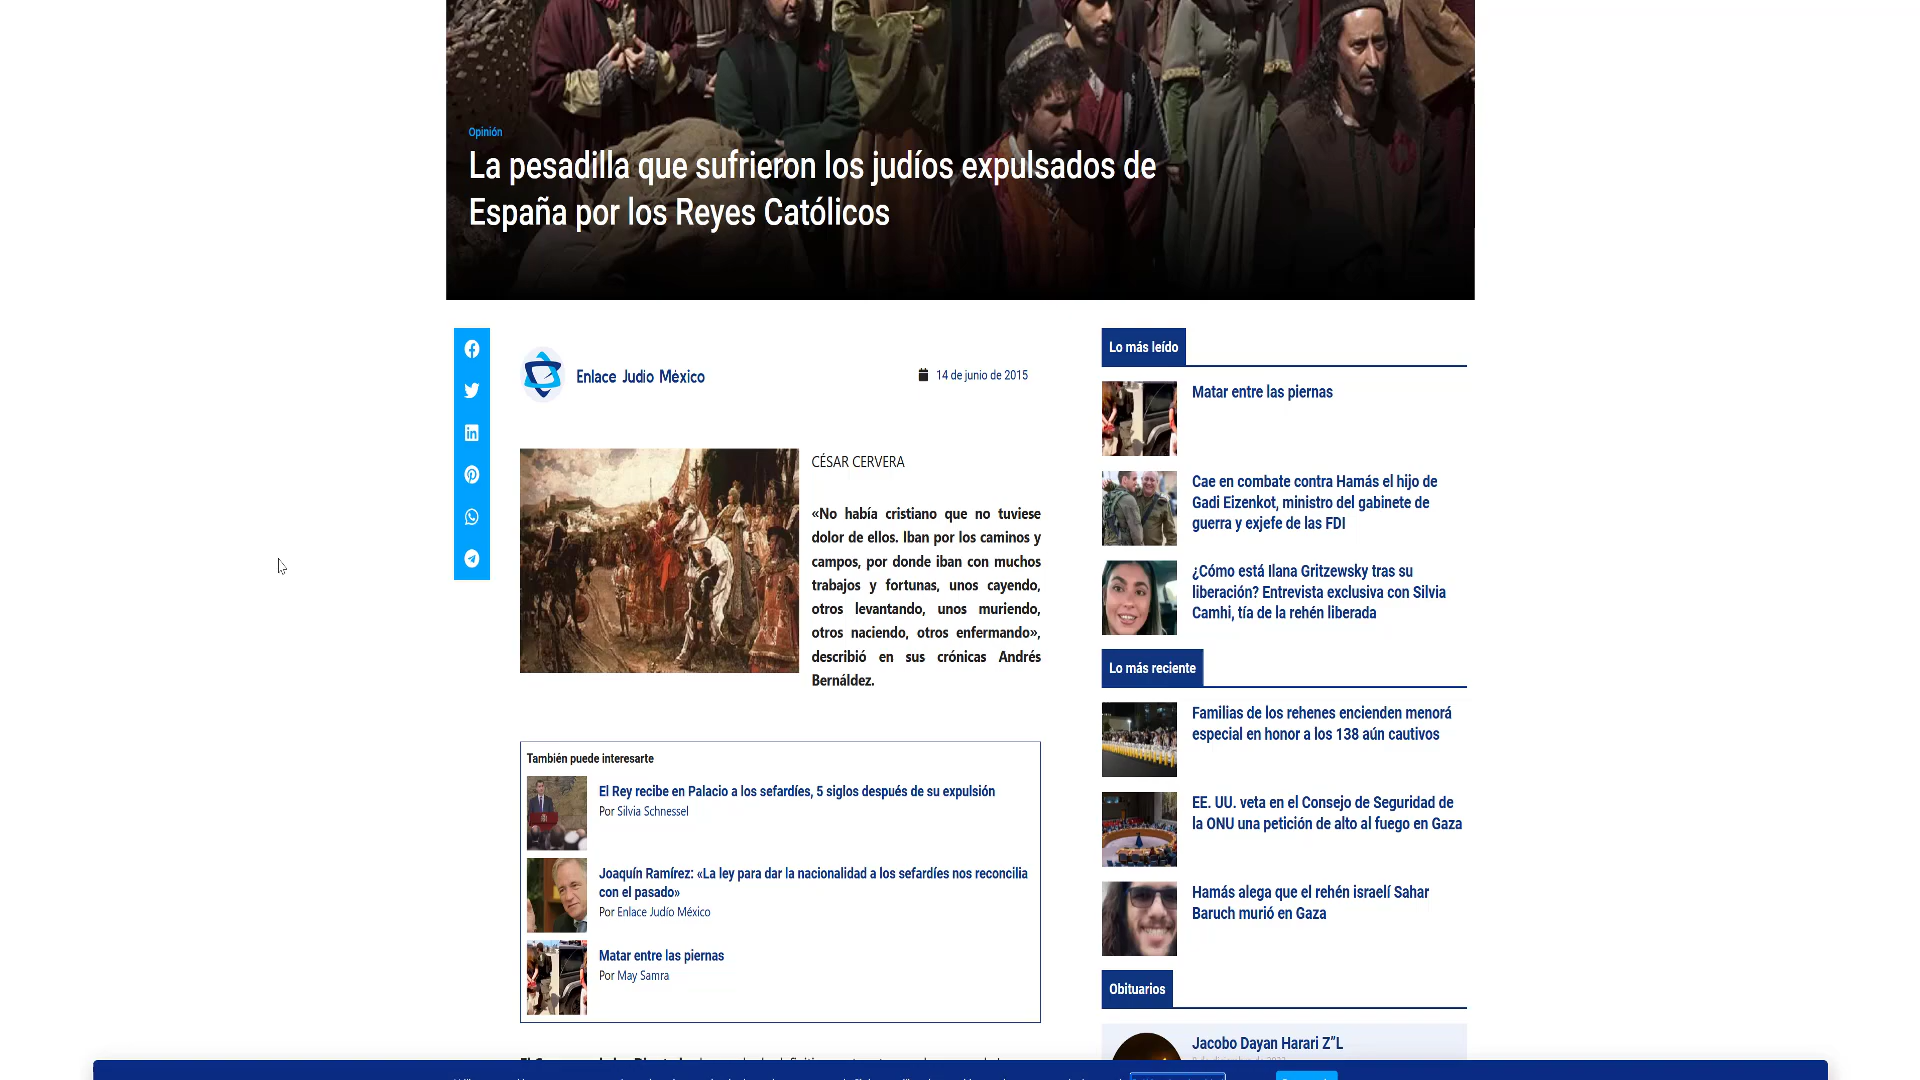 Opinión
La pesadilla que sufrieron los judíos expulsados de
España por los Reyes Católicos
Enlace Judío México
14 de junio de 2015
CÉSAR CERVERA
«No había cristiano que no tuviese
dolor de ellos. Iban por los caminos y
campos, por donde iban con muchos
trabajos y fortunas, unos cayendo,
otros levantando, unos muriendo,
otros naciendo, otros enfermando»,
describió en sus crónicas Andrés
Bernáldez.
También puede interesarte
El Rey recibe en Palacio a los sefardíes, 5 siglos después de su expulsión
Por Silvia Schnessel
Joaquín Ramírez: «La ley para dar la nacionalidad a los sefardíes nos reconcilia
con el pasado»
Por Enlace Judío México
Matar entre las piernas
Por May Samra
Lo más leído
Matar entre las piernas
Cae en combate contra Hamás el hijo de
Gadi Eizenkot, ministro del gabinete de
guerra y exjefe de las FDI
¿Cómo está Ilana Gritzewsky tras su
liberación? Entrevista exclusiva con Silvia
Camhi, tía de la rehén liberada
Lo más reciente
Familias de los rehenes encienden menorá
especial en honor a los 138 aún cautivos
EE. UU. veta en el Consejo de Seguridad de
la ONU una petición de alto al fuego en Gaza
Hamás alega que el rehén israelí Sahar
Baruch murió en Gaza
Obituarios
Jacobo Dayan Harari Z”L